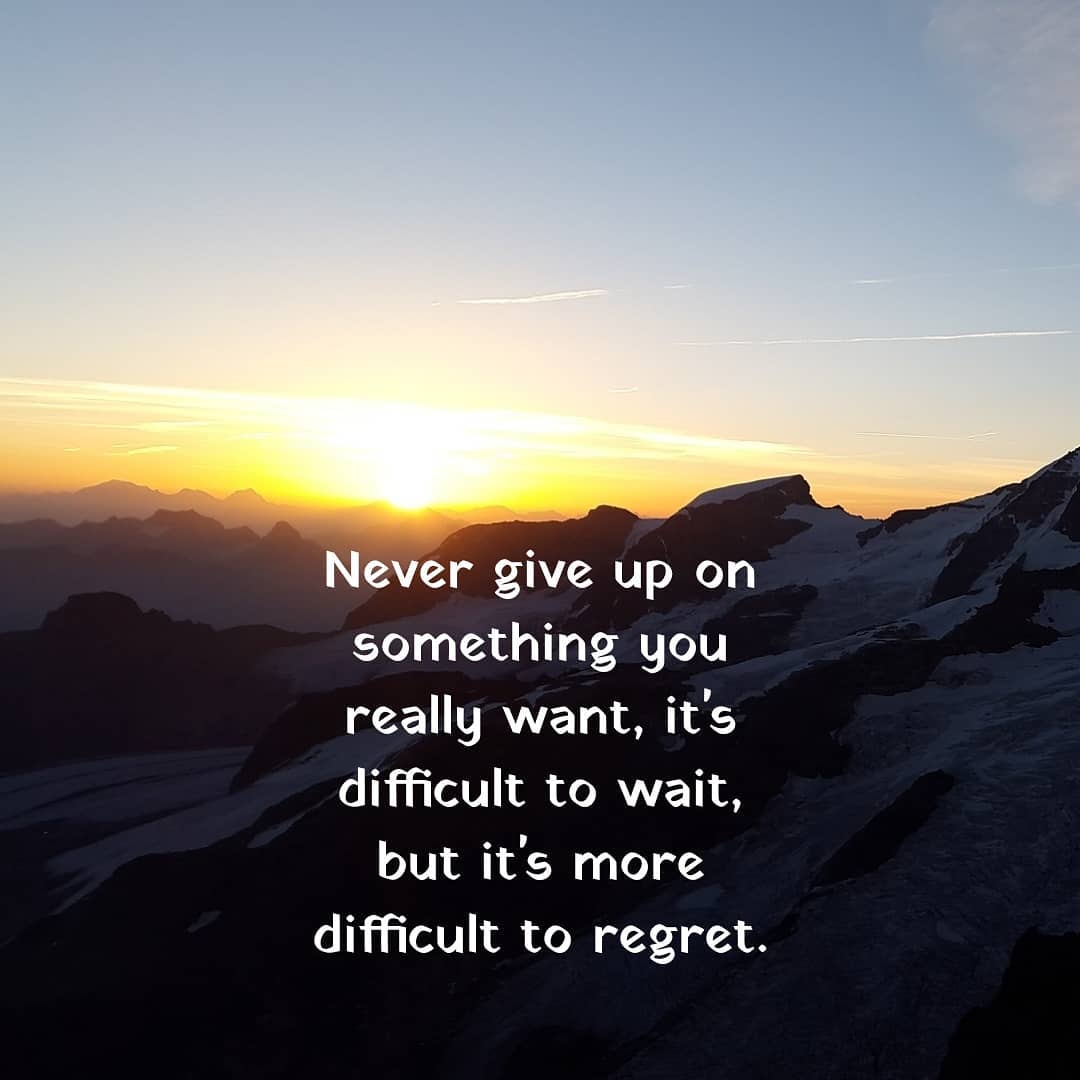 Never give up on
something you
really want, it's
difficult to wait,
but it's more
difficult to regret.